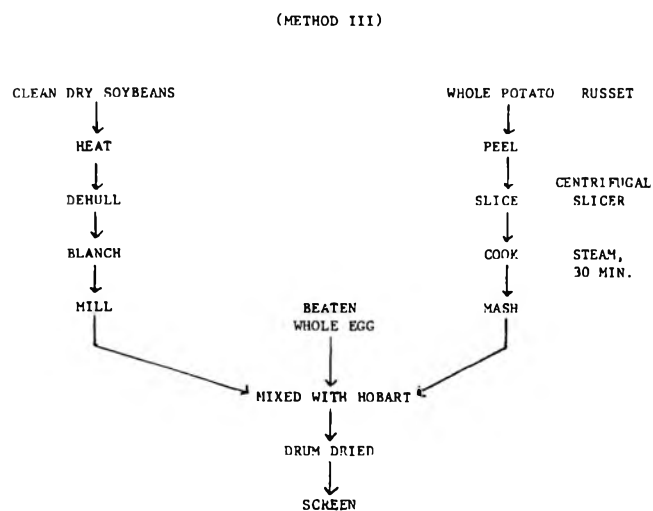 (METHOD III)
CLEAN DRY SOYBEANS
HEAT
DEHULL
BLANCH
MILL
BEATEN
WHOLE EGG
WHOLE POTATO RUSSET
PEEL
SLICE
CENTRIFUGAL
SLICER
COOK
STEAM,
30 MIN.
MASH
MIXED WITH HOBART
DRUM DRIED
SCREEN